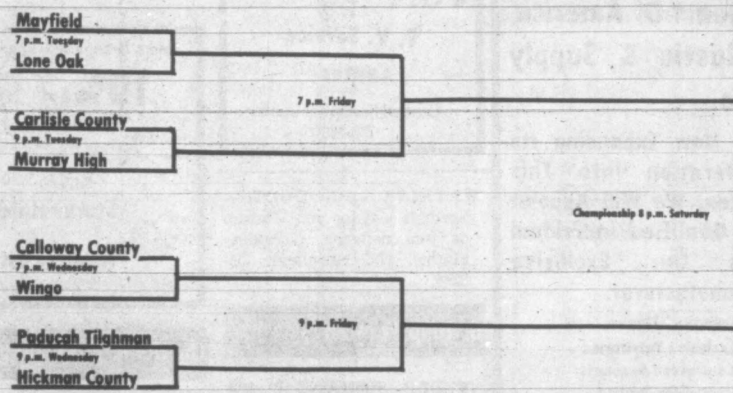 Mayfield
7 p.m. Tuesday
Lone Oak
7 p.m. Friday
Carlisle County
9 p.m. Tuesday
Murray High
Championship 8 p.m. Saturday
Calloway County
7 p.m. Wednesday
Wingo
9 p.m. Friday
Paducah Tilghman
9 p.m. Wednesday
Hickman County